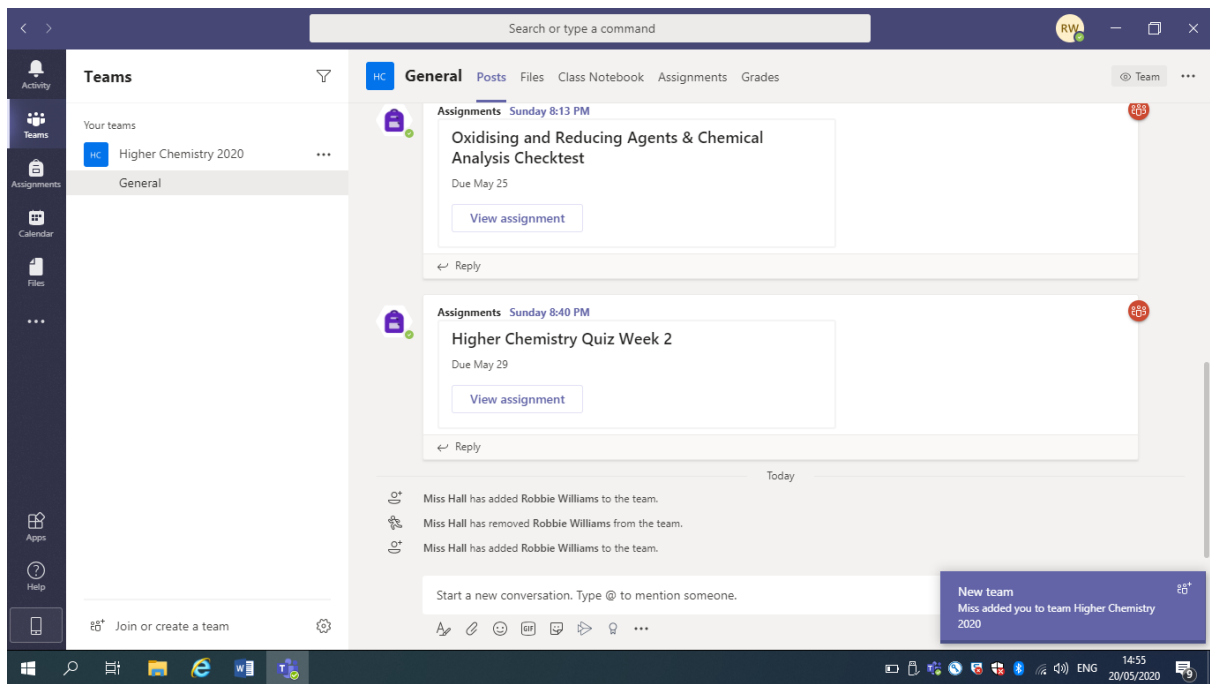 Search or type a command
RW
Activity
Teams
Assignments
Calendar
Files
Apps
Help
Teams
Your teams
HC Higher Chemistry 2020
General
Join or create a team
HC General Posts Files Class Notebook Assignments Grades
Team
Assignments Sunday 8:13 PM
Oxidising and Reducing Agents & Chemical
Analysis Checktest
Due May 25
View assignment
Reply
Assignments Sunday 8:40 PM
Higher Chemistry Quiz Week 2
Due May 29
View assignment
Reply
Today
Miss Hall has added Robbie Williams to the team.
Miss Hall has removed Robbie Williams from the team.
Miss Hall has added Robbie Williams to the team.
Start a new conversation. Type @ to mention someone.
GIF
New team
Miss added you to team Higher Chemistry
2020
ENG
14:55
20/05/2020
9